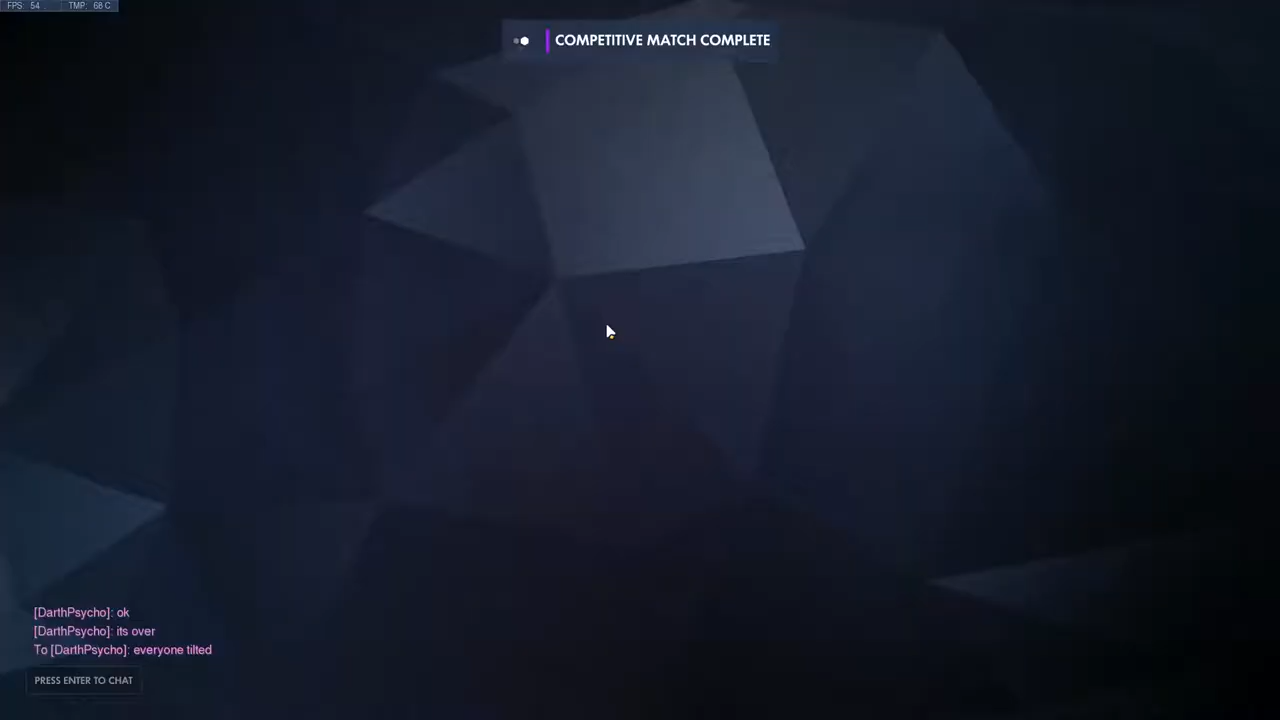 FPS: 54 TMP: 68 C
COMPETITIVE MATCH COMPLETE
[DarthPsycho]: ok
[DarthPsycho]: its over
To [DarthPsycho]: everyone tilted
PRESS ENTER TO CHAT